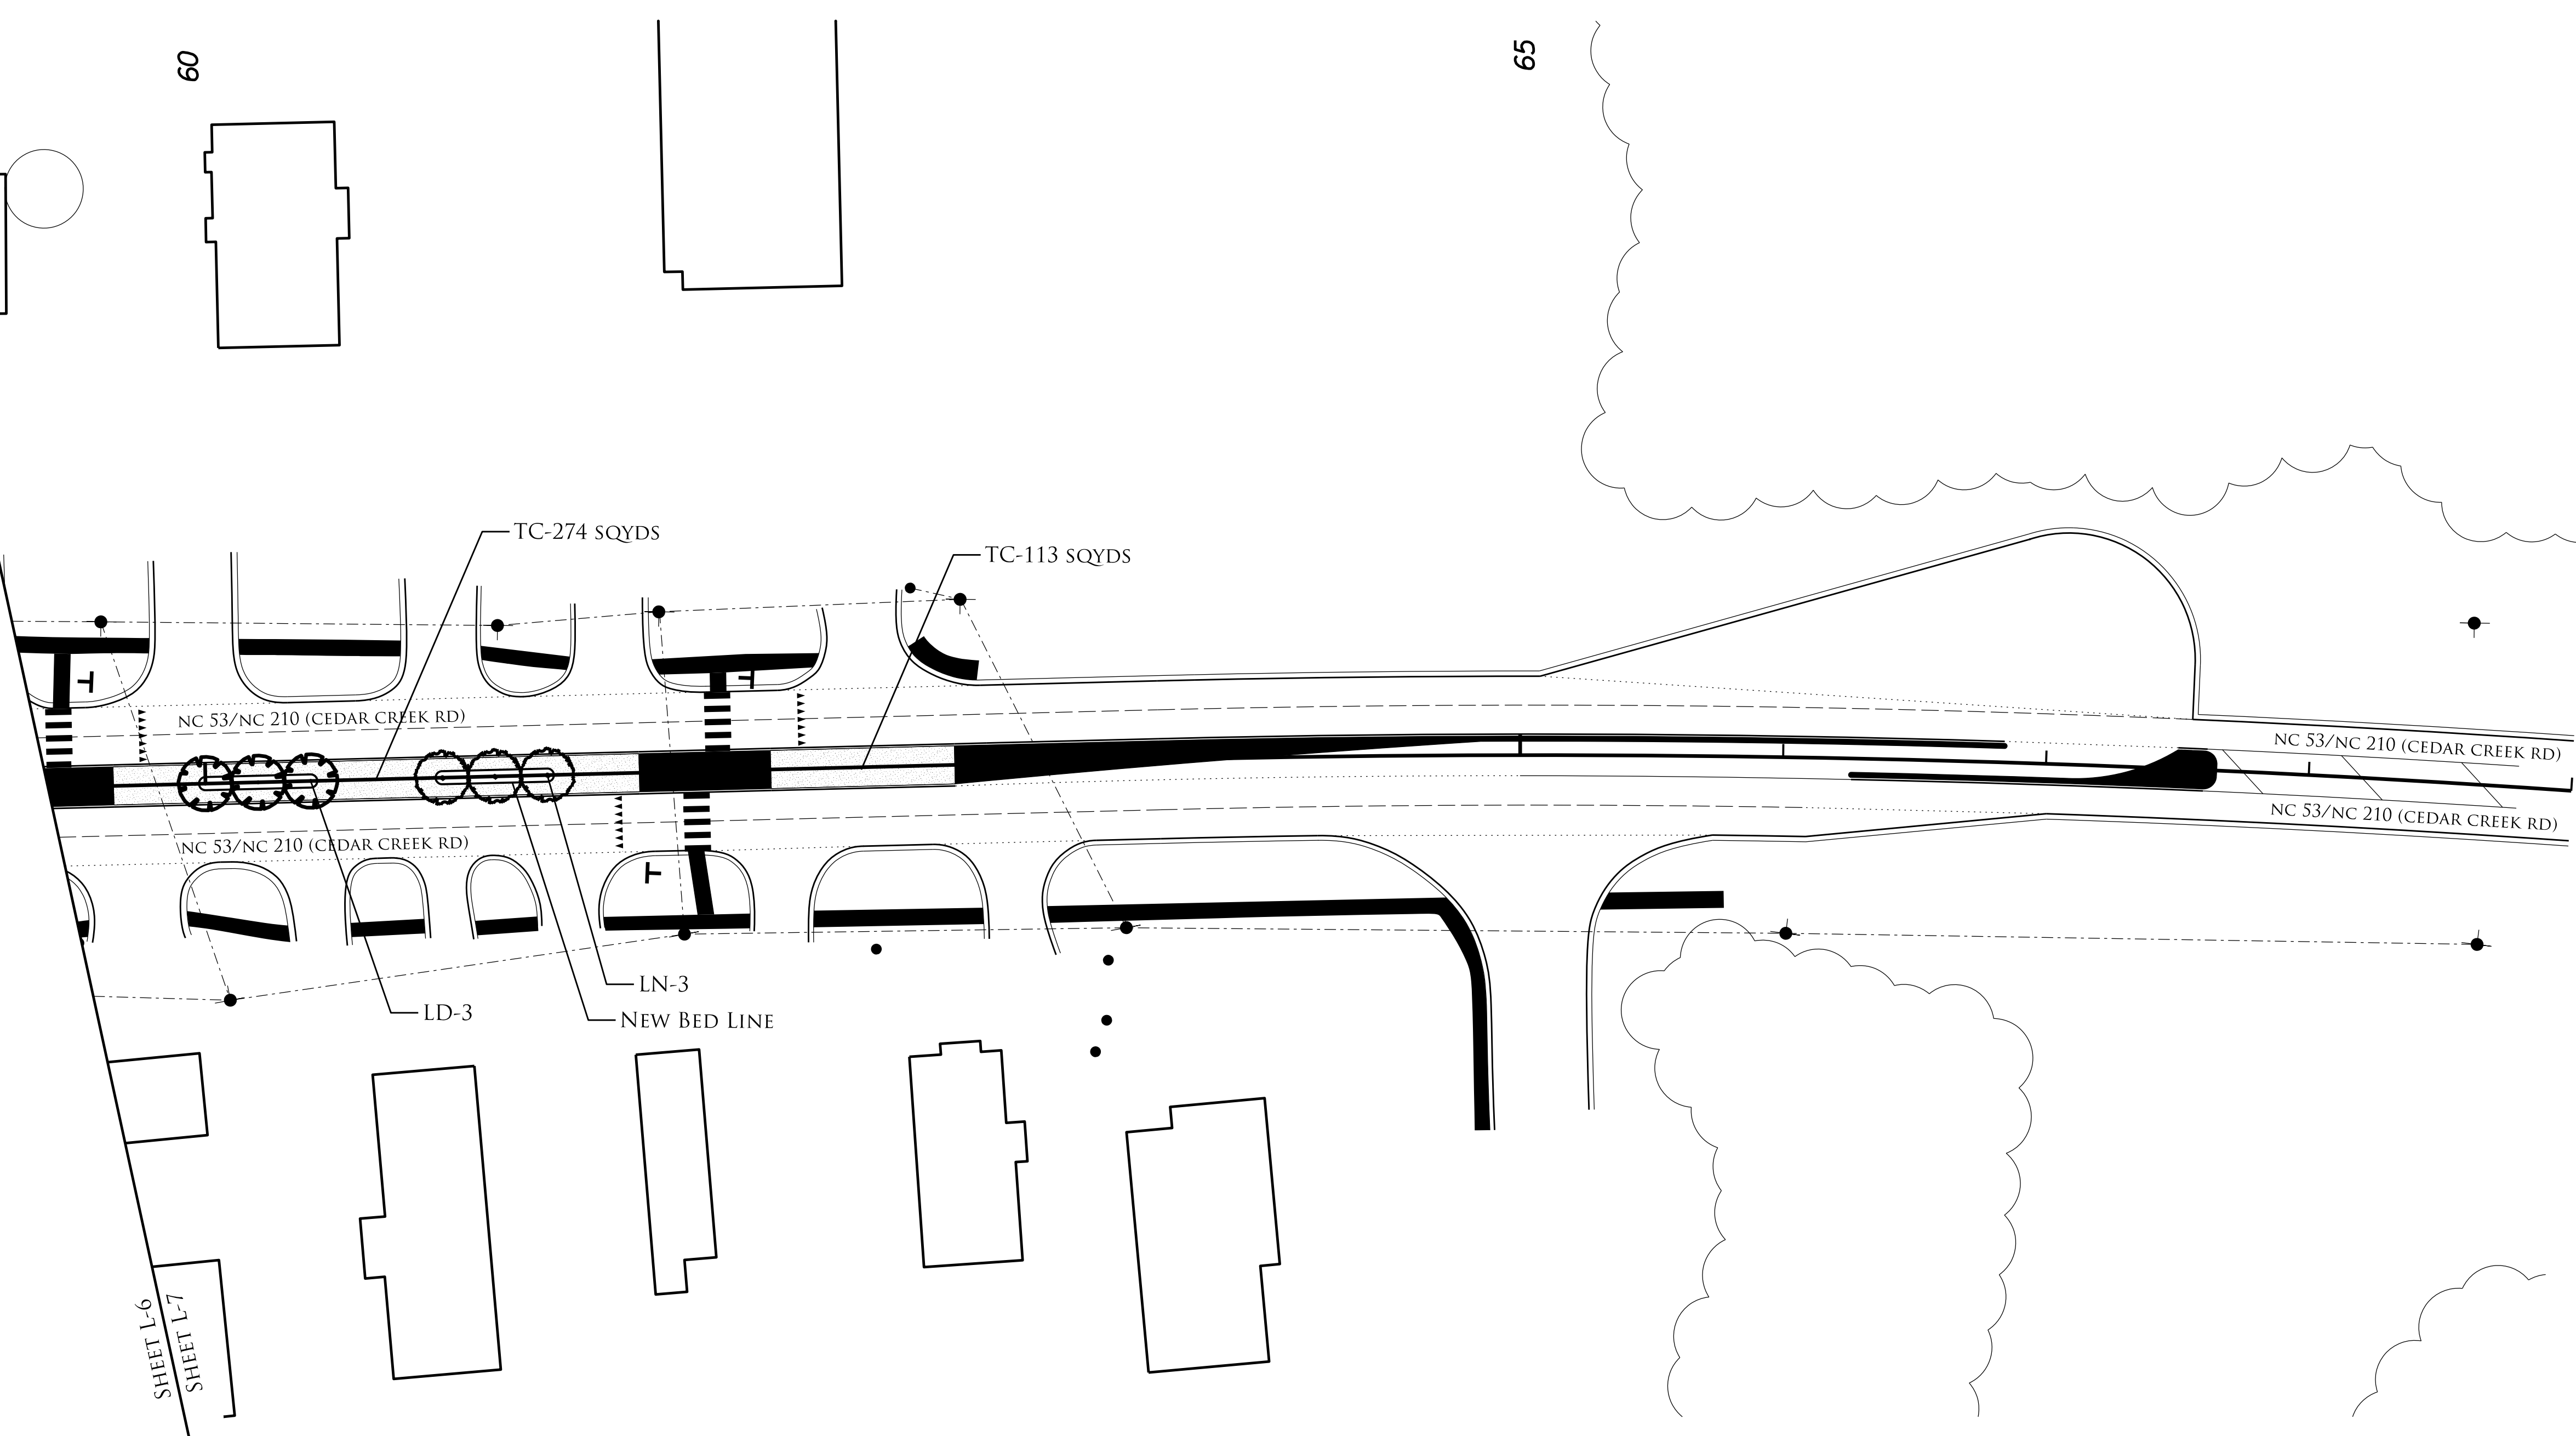 60
65
TC-274 SQYDS
TC-113 SQYDS
NC 53/NC 210 (CEDAR CREEK RD)
NC 53/NC 210 (CEDAR CREEK RD)
NC 53/NC 210 (CEDAR CREEK RD)
NC 53/NC 210 (CEDAR CREEK RD)
LN-3
LD-3
NEW BED LINE
SHEET L-6
SHEET L-7